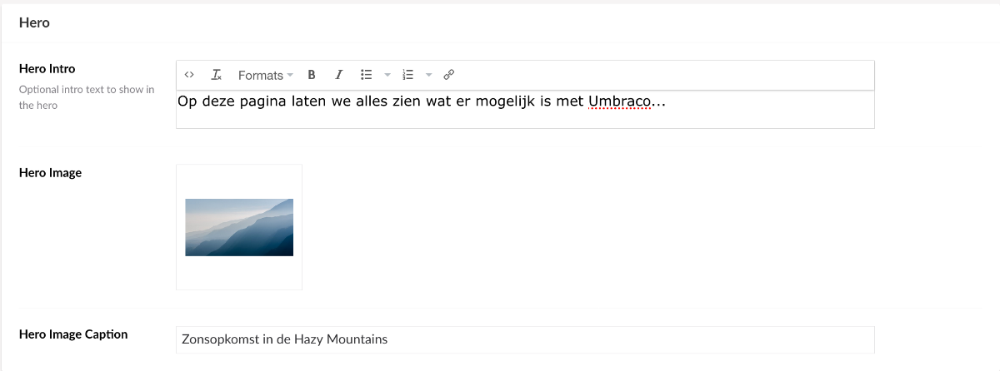 Hero
Hero Intro
Optional intro text to show in
the hero
<> Ix Formats B I
Op deze pagina laten we alles zien wat er mogelijk is met Umbraco...
Hero Image
Hero Image Caption
Zonsopkomst in de Hazy Mountains